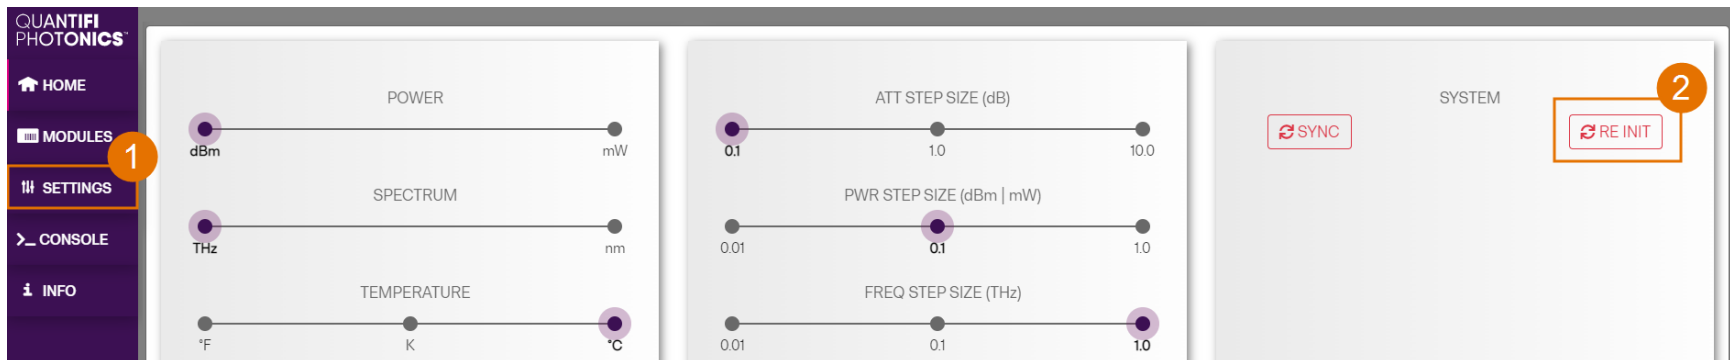 QUANTIFI
PHOTONICS™
HOME
MODULES
1
SETTINGS
>_ CONSOLE
i INFO
POWER
dBm mW
SPECTRUM
THz nm
TEMPERATURE
°F K °C
ATT STEP SIZE (dB)
0.1 1.0 10.0
PWR STEP SIZE (dBm | mW)
0.01 0.1 1.0
FREQ STEP SIZE (THz)
0.01 0.1 1.0
SYSTEM
2
SYNC RE INIT